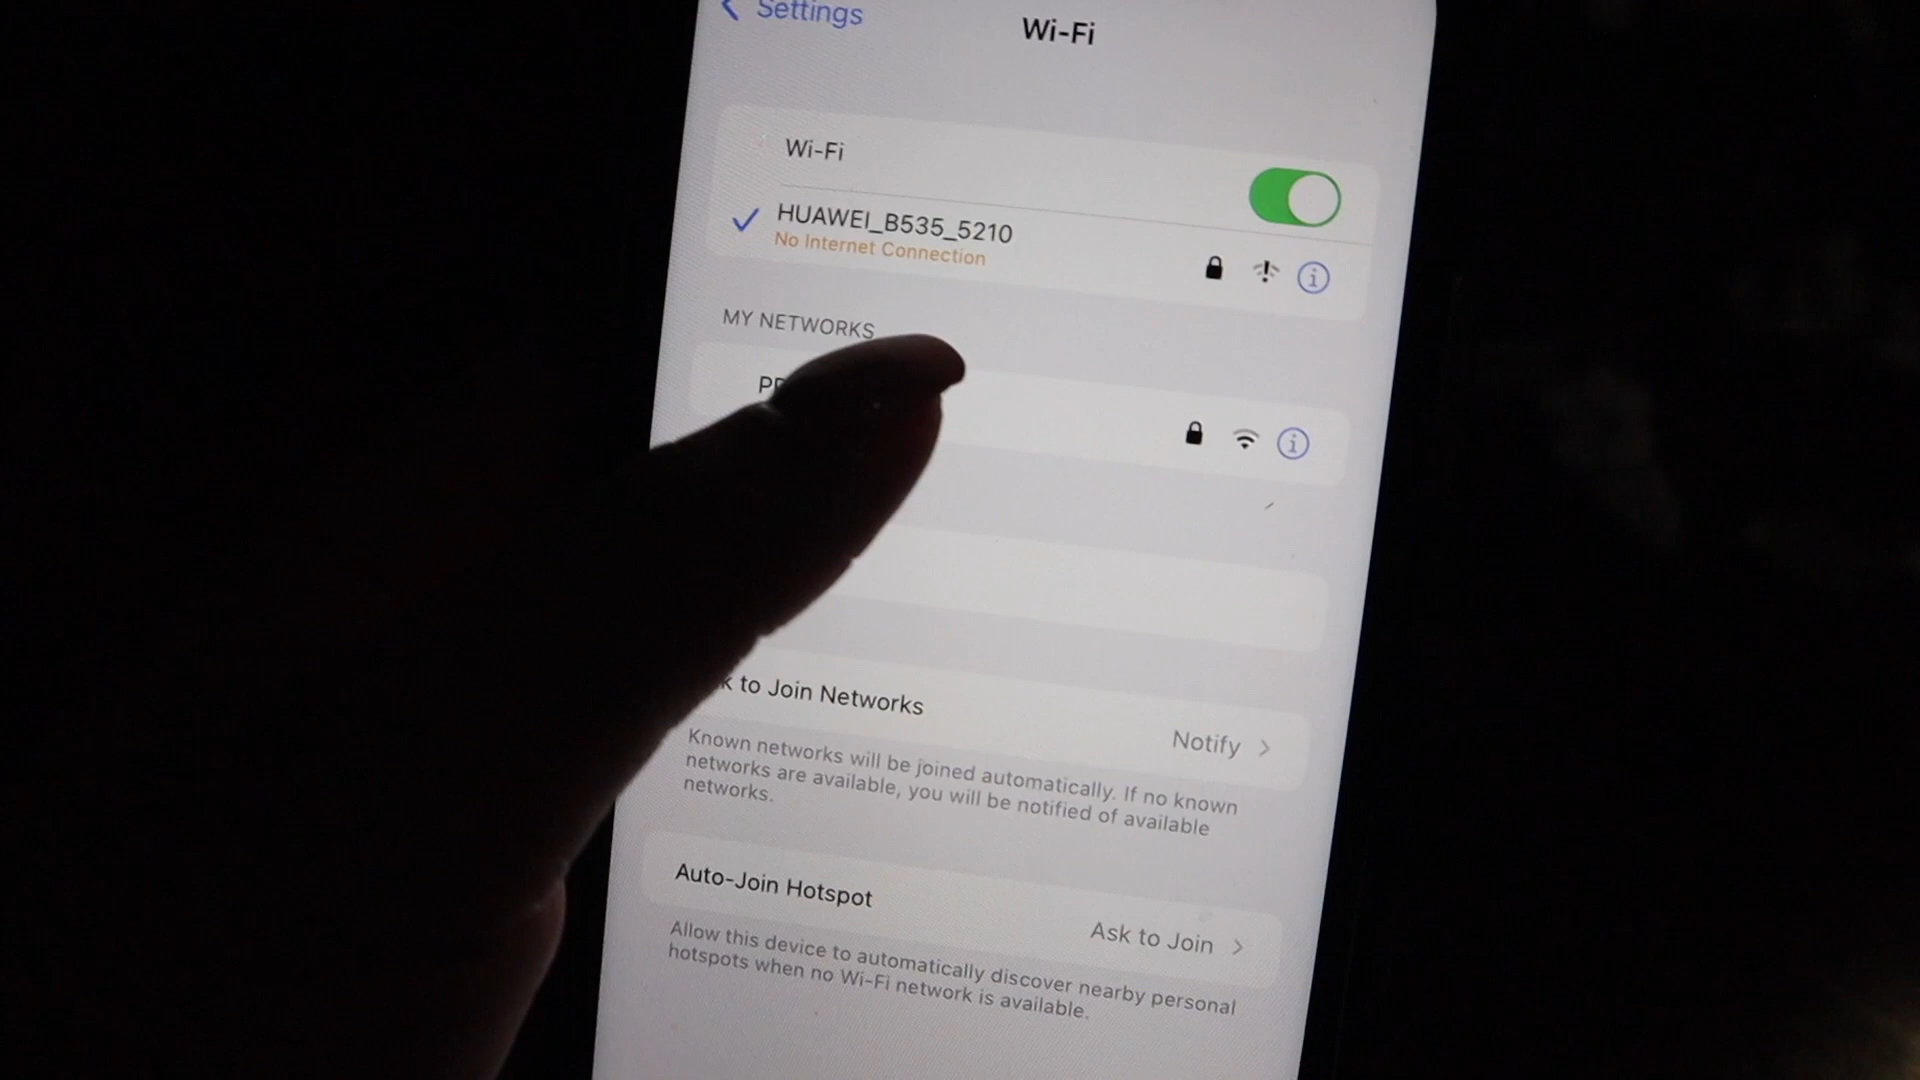 Settings
Wi-Fi
Wi-Fi
HUAWEI_B535_5210
No Internet Connection
MY NETWORKS
to Join Networks
Notify
Known networks will be joined automatically. If no known
networks are available, you will be notified of available
networks.
Auto-Join Hotspot
Ask to Join
Allow this device to automatically discover nearby personal
hotspots when no Wi-Fi network is available.